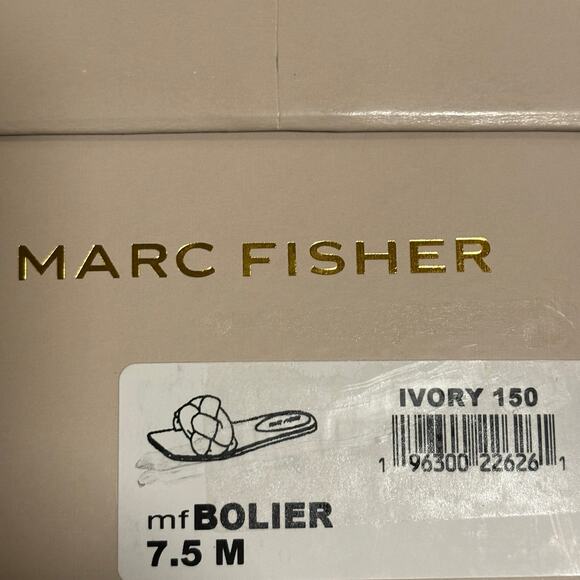 MARC FISHER
IVORY 150
1 96300 22626 1
mfBOLIER
7.5 M